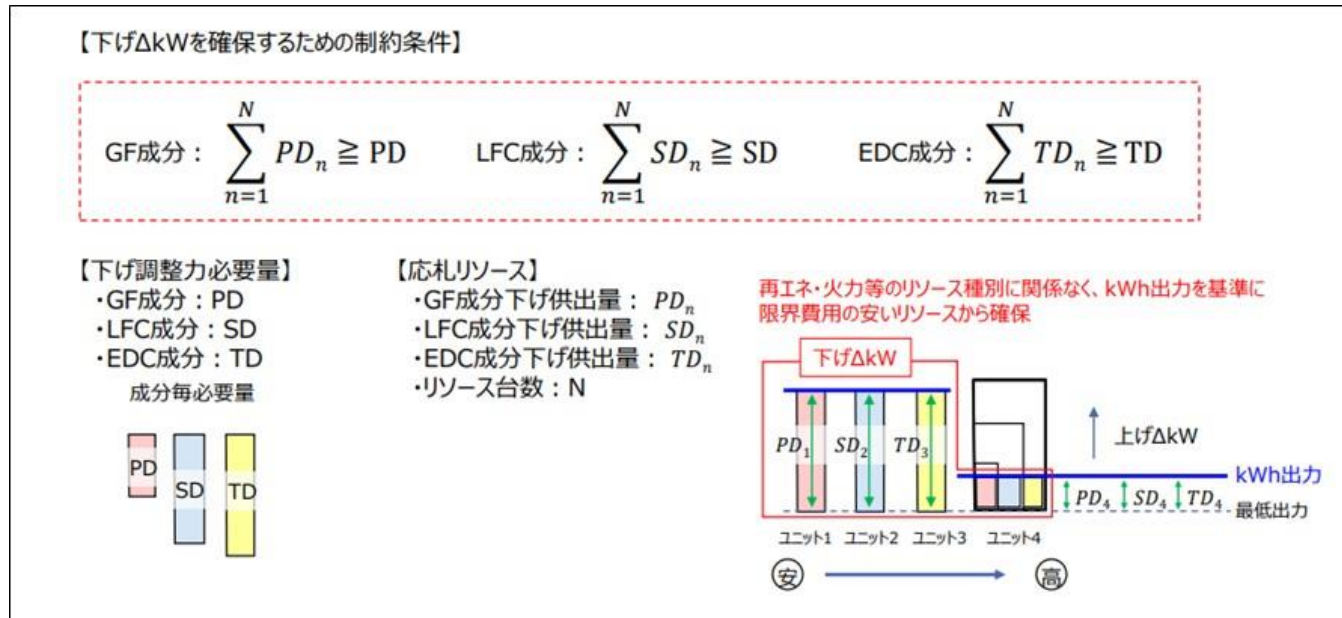 【下げΔkWを確保するための制約条件】
GF成分： \sum_{n=1}^{N} PD_n ≧ PD　LFC成分： \sum_{n=1}^{N} SD_n ≧ SD　EDC成分： \sum_{n=1}^{N} TD_n ≧ TD
【下げ調整力必要量】
・GF成分：PD
・LFC成分：SD
・EDC成分：TD
成分毎必要量
PD
SD
TD
【応札リソース】
・GF成分下げ供出量： PD_n
・LFC成分下げ供出量： SD_n
・EDC成分下げ供出量： TD_n
・リソース台数：N
再エネ・火力等のリソース種別に関係なく、kWh出力を基準に
限界費用の安いリソースから確保
下げΔkW
上げΔkW
PD_1 SD_2 TD_3
kWh出力
PD_4 SD_4 TD_4
最低出力
ユニット1 ユニット2 ユニット3 ユニット4
安 高